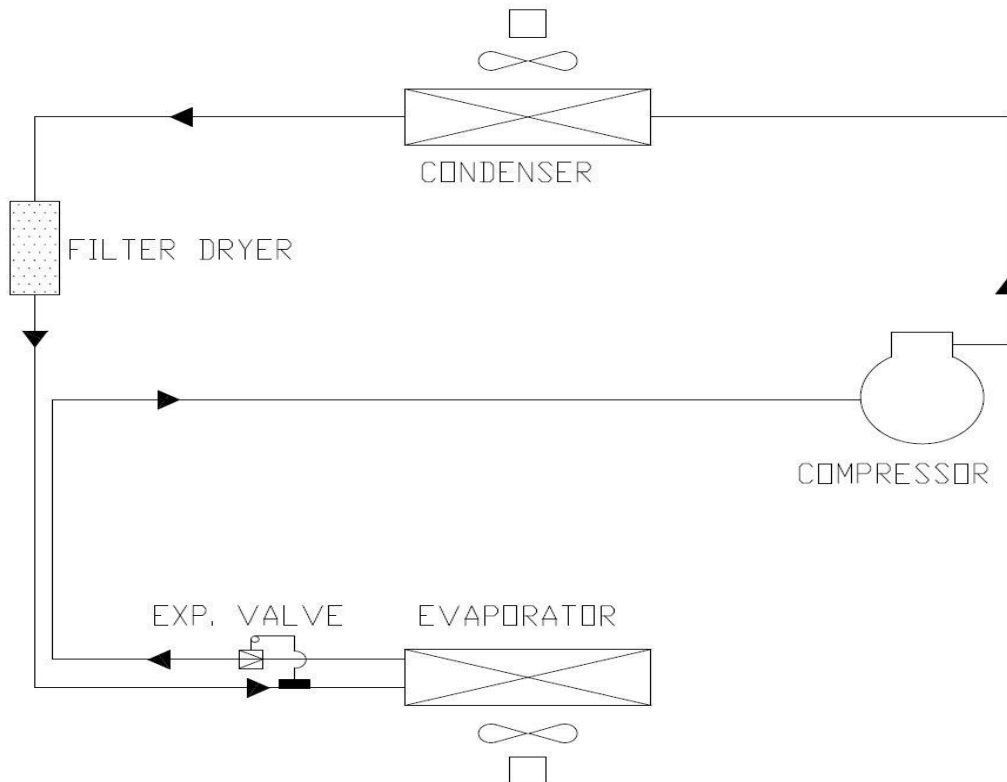 CONDENSER
FILTER DRYER
COMPRESSOR
EXP. VALVE
EVAPORATOR